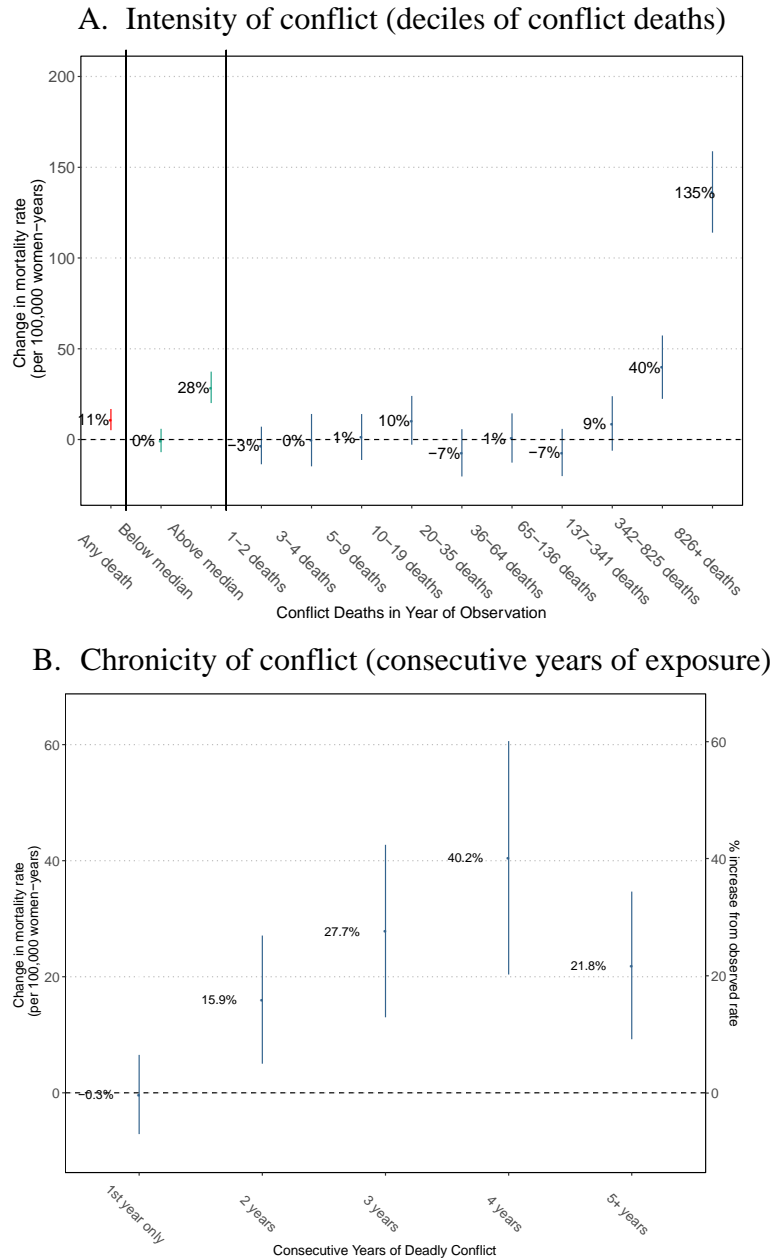 A. Intensity of conflict (deciles of conflict deaths)
200
150
100
50
0
Change in mortality rate
(per 100,000 women−years)
11%
0%
28%
−3%
0%
1%
10%
−7%
1%
−7%
9%
40%
135%
Any death
Below median
Above median
1−2 deaths
3−4 deaths
5−9 deaths
10−19 deaths
20−35 deaths
36−64 deaths
65−136 deaths
137−341 deaths
342−825 deaths
826+ deaths
Conflict Deaths in Year of Observation
B. Chronicity of conflict (consecutive years of exposure)
60
40
20
0
Change in mortality rate
(per 100,000 women−years)
−0.3%
15.9%
27.7%
40.2%
21.8%
60
40
20
0
% increase from observed rate
1st year only
2 years
3 years
4 years
5+ years
Consecutive Years of Deadly Conflict